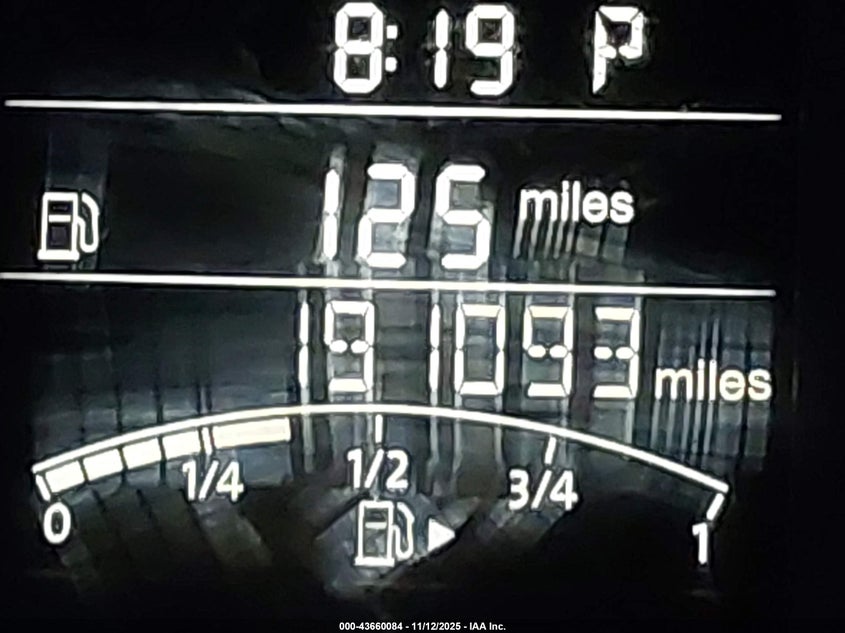 8:19 P
125 miles
191093 miles
0 1/4 1/2 3/4 1
000-43660084 - 11/12/2025 - IAA Inc.